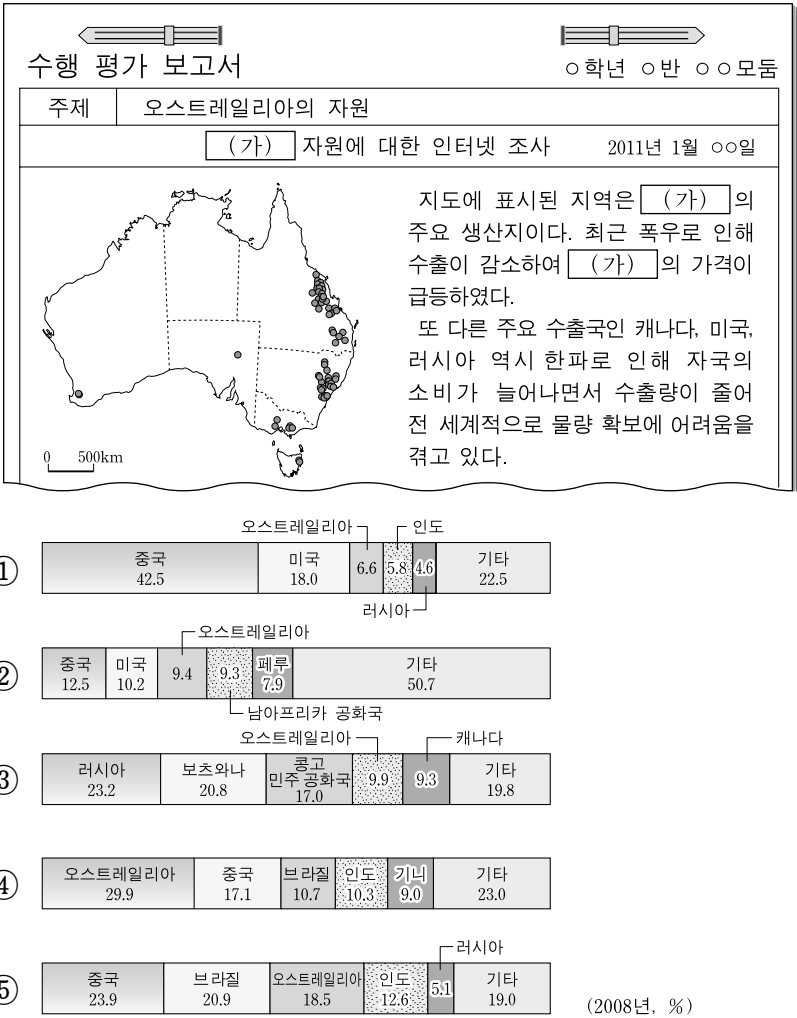 수행 평가 보고서
○학년 ○반 ○○모둠
주제 오스트레일리아의 자원
(가) 자원에 대한 인터넷 조사 2011년 1월 ○○일
지도에 표시된 지역은 (가) 의
주요 생산지이다. 최근 폭우로 인해
수출이 감소하여 (가) 의 가격이
급등하였다.
또 다른 주요 수출국인 캐나다, 미국,
러시아 역시 한파로 인해 자국의
소비가 늘어나면서 수출량이 줄어
전 세계적으로 물량 확보에 어려움을
겪고 있다.
0 500km
오스트레일리아 인도
① 중국 미국 기타
42.5 18.0 6.6 5.8 4.6 22.5
러시아
오스트레일리아
② 중국 미국 페루 기타
12.5 10.2 9.4 9.3 7.9 50.7
남아프리카 공화국
오스트레일리아 캐나다
③ 러시아 보츠와나 콩고 민주 공화국 기타
23.2 20.8 17.0 9.9 9.3 19.8
④ 오스트레일리아 중국 브라질 인도 기니 기타
29.9 17.1 10.7 10.3 9.0 23.0
러시아
⑤ 중국 브라질 오스트레일리아 인도 기타
23.9 20.9 18.5 12.6 5.1 19.0
(2008년, %)